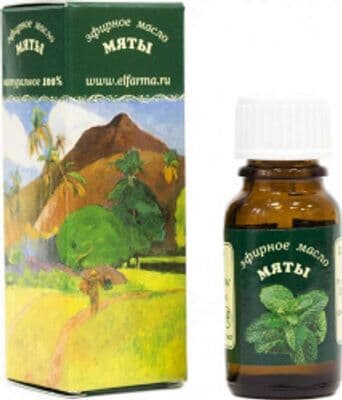 эфирное масло
МЯТЫ
натуральное 100%
www.elfarma.ru
эфирное масло
МЯТЫ
эфирное масло
МЯТЫ